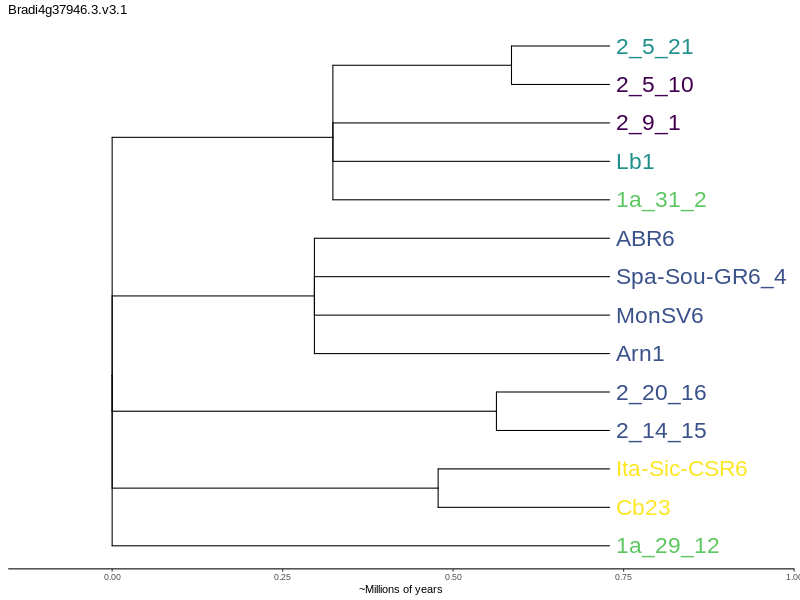 Bradi4g37946.3.v3.1
2_5_21
2_5_10
2_9_1
Lb1
1a_31_2
ABR6
Spa-Sou-GR6_4
MonSV6
Arn1
2_20_16
2_14_15
Ita-Sic-CSR6
Cb23
1a_29_12
0.00 0.25 0.50 0.75 1.00
~Millions of years